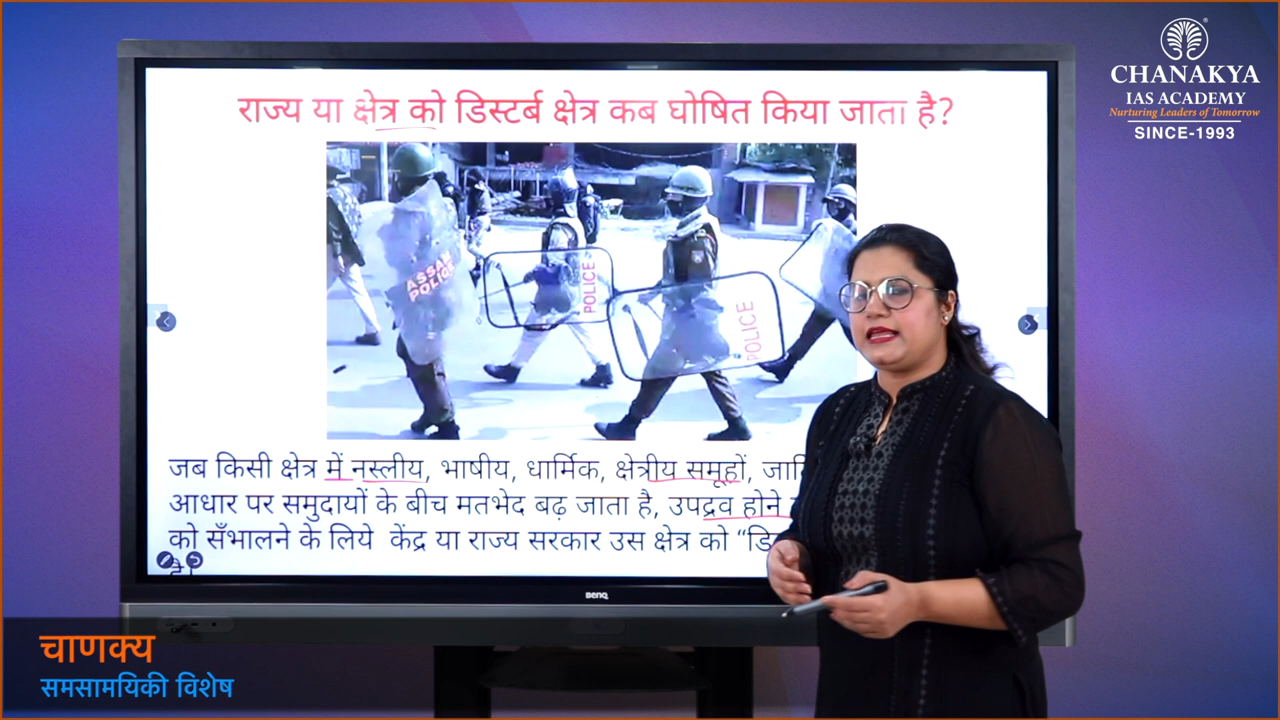 राज्य या क्षेत्र को डिस्टर्ब क्षेत्र कब घोषित किया जाता है?
ASSAM
POLICE
POLICE
POLICE
जब किसी क्षेत्र में नस्लीय, भाषीय, धार्मिक, क्षेत्रीय समूहों,
आधार पर समुदायों के बीच मतभेद बढ़ जाता है, उपद्रव होने
को सँभालने के लिये केंद्र या राज्य सरकार उस क्षेत्र को
है।
BenQ
CHANAKYA
IAS ACADEMY
Nurturing Leaders of Tomorrow
SINCE-1993
चाणक्य
समसामयिकी विशेष